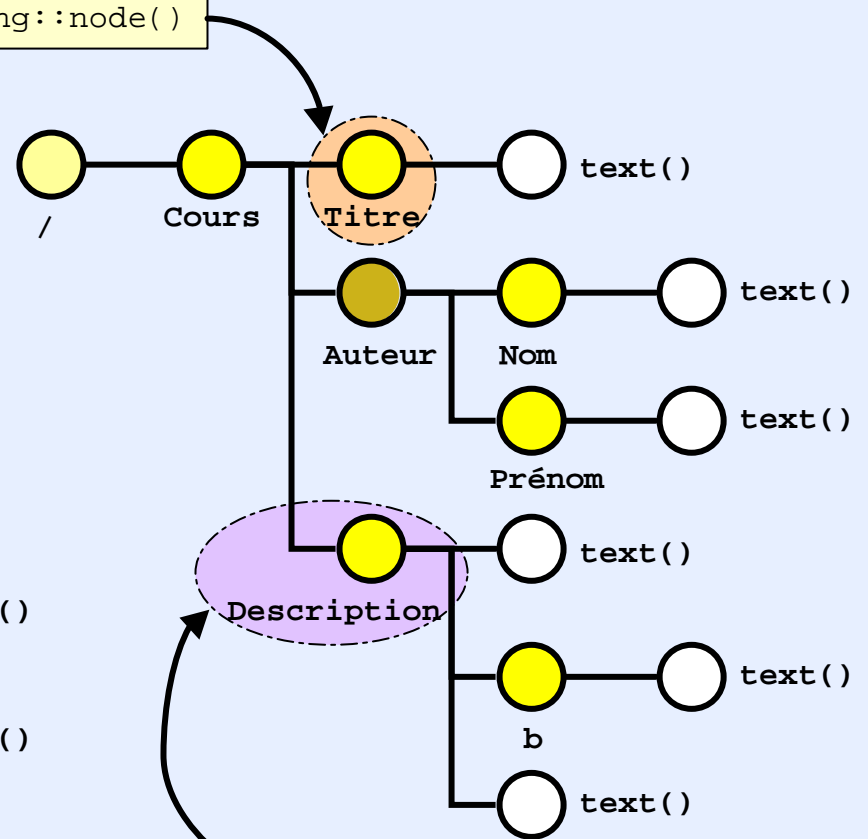 ng::node()
text()
/
Cours
Titre
text()
Auteur
Nom
text()
Prénom
text()
Description
()
text()
b
()
text()